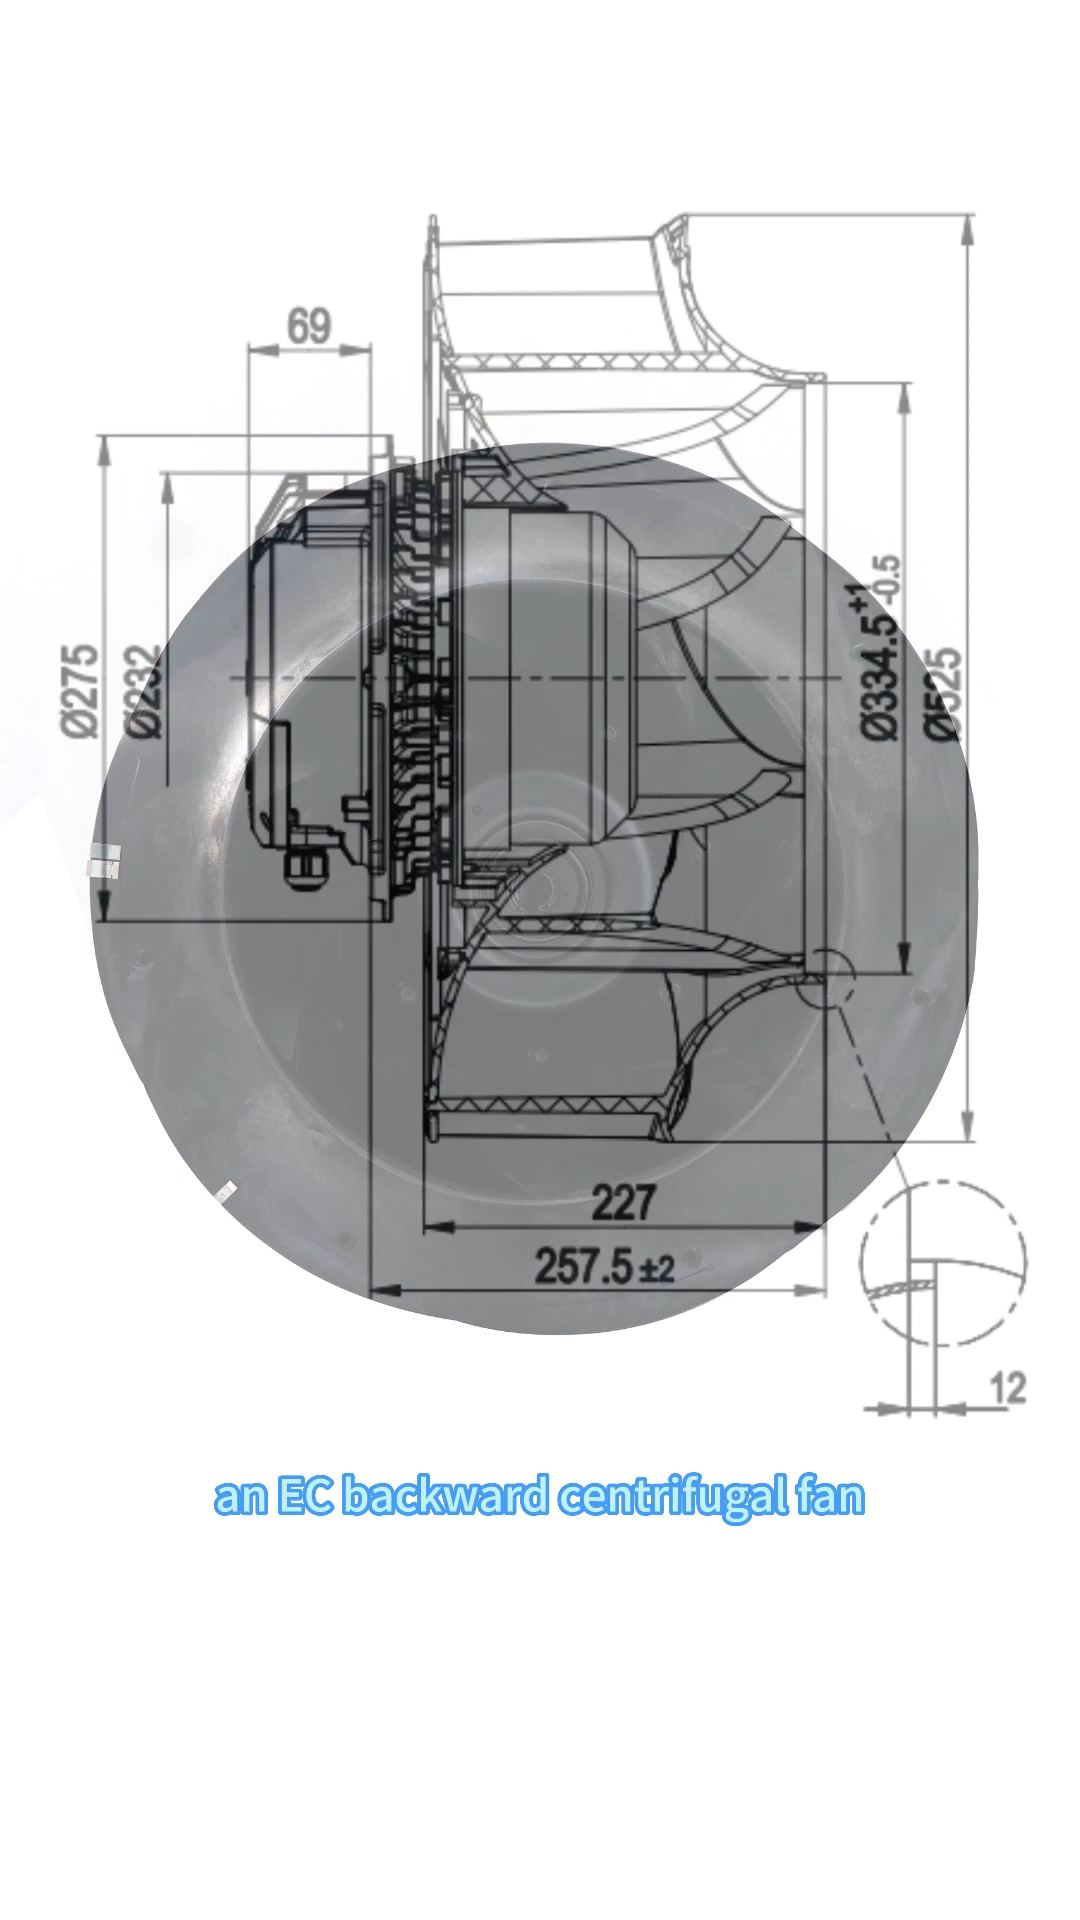 69
Ø275
Ø232
Ø334.5 +1 -0.5
Ø525
227
257.5 ±2
12
an EC backward centrifugal fan